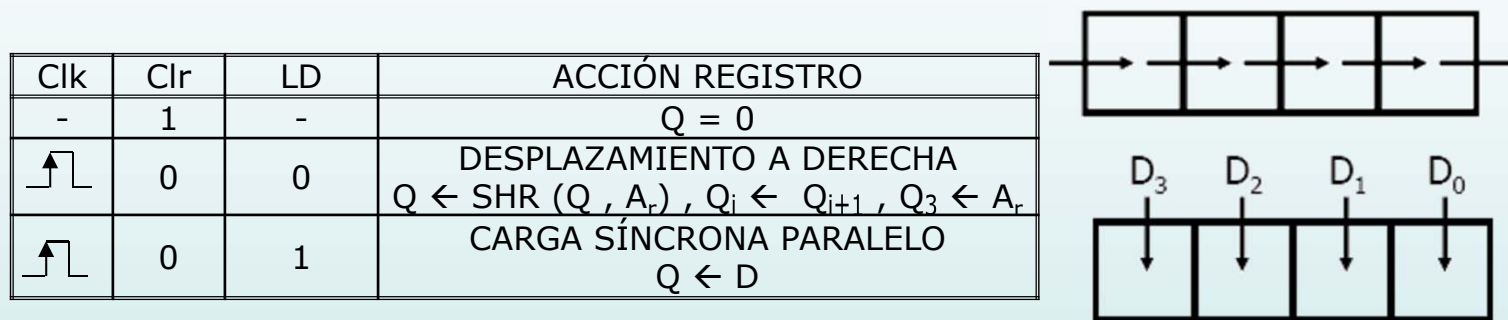 Clk Clr LD ACCIÓN REGISTRO
- 1 - Q = 0
0 0 DESPLAZAMIENTO A DERECHA
Q ← SHR (Q , Aᵣ) , Qᵢ ← Qᵢ₊₁ , Q₃ ← Aᵣ
0 1 CARGA SÍNCRONA PARALELO
Q ← D
D₃ D₂ D₁ D₀